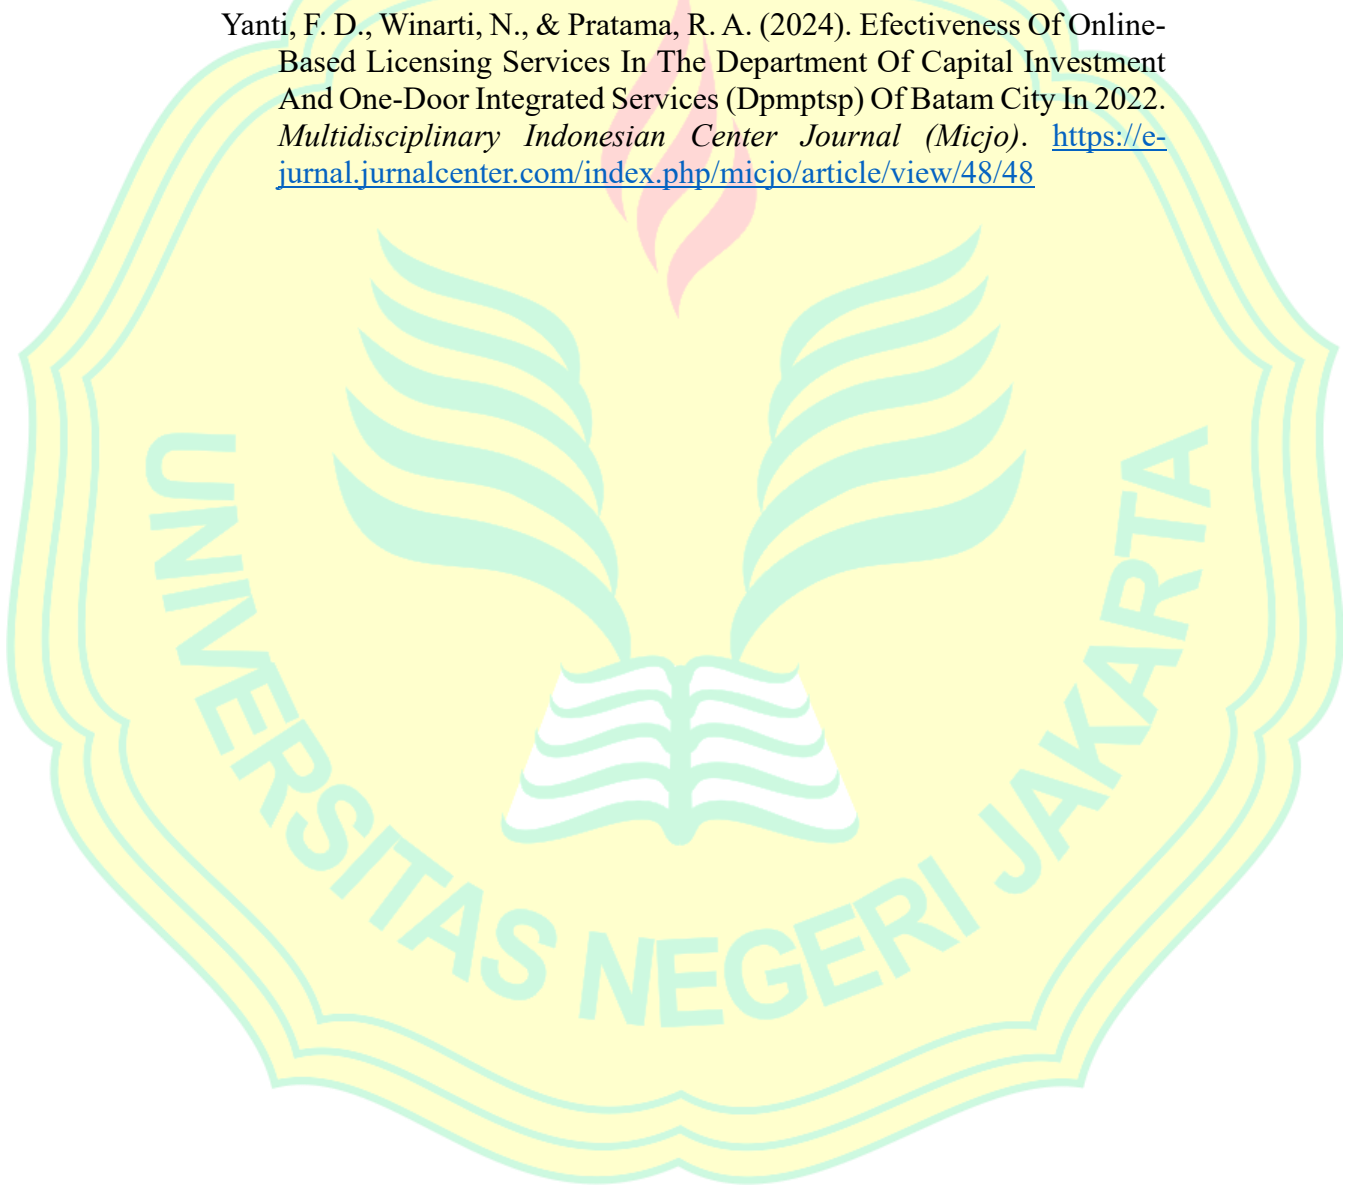 Yanti, F. D., Winarti, N., & Pratama, R. A. (2024). Efectiveness Of Online-
Based Licensing Services In The Department Of Capital Investment
And One-Door Integrated Services (Dpmptsp) Of Batam City In 2022.
Multidisciplinary Indonesian Center Journal (Micjo). https://e-
jurnal.jurnalcenter.com/index.php/micjo/article/view/48/48
UNIVERSITAS NEGERI JAKARTA